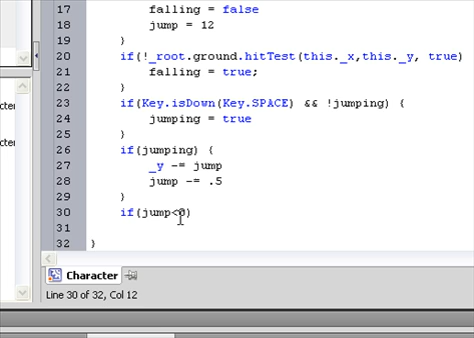 17 falling = false
18 jump = 12
19 }
20 if(!_root.ground.hitTest(this._x,this._y, true)
21 falling = true;
22 }
23 if(Key.isDown(Key.SPACE) && !jumping) {
24 jumping = true
25 }
26 if(jumping) {
27 _y -= jump
28 jump -= .5
29 }
30 if(jump<0)
31
32 }
Character
Line 30 of 32, Col 12